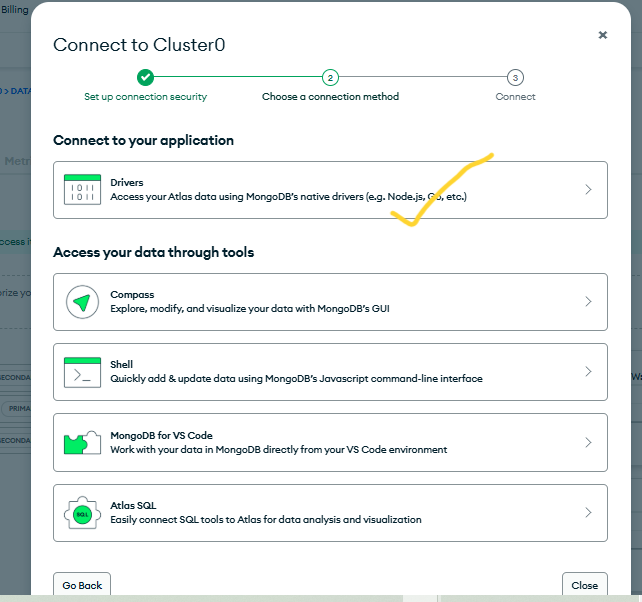 Billing
Connect to Cluster0
2
3
Set up connection security
Choose a connection method
Connect
Connect to your application
Drivers
Access your Atlas data using MongoDB's native drivers (e.g. Node.js, Go, etc.)
Access your data through tools
Compass
Explore, modify, and visualize your data with MongoDB's GUI
Shell
Quickly add & update data using MongoDB's Javascript command-line interface
MongoDB for VS Code
Work with your data in MongoDB directly from your VS Code environment
SQL
Atlas SQL
Easily connect SQL tools to Atlas for data analysis and visualization
Go Back
Close